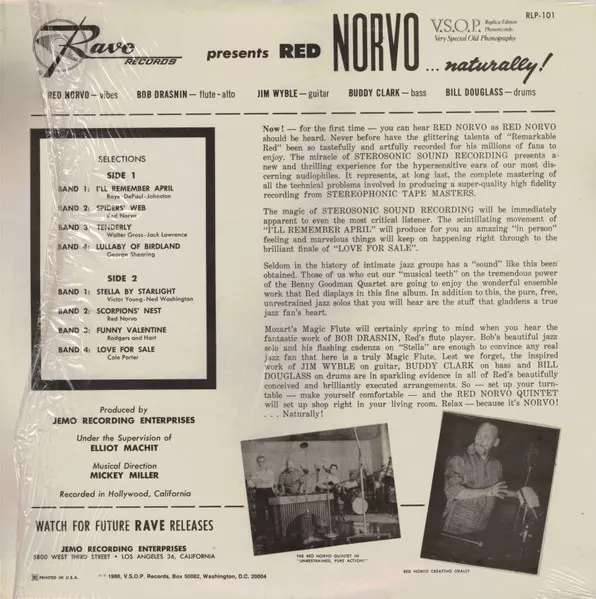 RLP-101
Rave
RECORDS
presents RED NORVO ...naturally!
V.S.O.P. Replica Edition
Phonorecords
Very Special Old Phonography
RED NORVO — vibes BOB DRASNIN — flute-alto JIM WYBLE — guitar BUDDY CLARK — bass BILL DOUGLASS — drums
SELECTIONS
SIDE 1
BAND 1: I'LL REMEMBER APRIL
Raye-DePaul-Johnston
BAND 2: SPIDERS' WEB
Red Norvo
BAND 3: TENDERLY
Walter Gross-Jack Lawrence
BAND 4: LULLABY OF BIRDLAND
George Shearing
SIDE 2
BAND 1: STELLA BY STARLIGHT
Victor Young-Ned Washington
BAND 2: SCORPIONS' NEST
Red Norvo
BAND 3: FUNNY VALENTINE
Rodgers and Hart
BAND 4: LOVE FOR SALE
Cole Porter
Produced by
JEMO RECORDING ENTERPRISES
Under the Supervision of
ELLIOT MACHIT
Musical Direction
MICKEY MILLER
Recorded in Hollywood, California
Now! — for the first time — you can hear RED NORVO as RED NORVO
should be heard. Never before have the glittering talents of "Remarkable
Red" been so tastefully and artfully recorded for his millions of fans to
enjoy. The miracle of STEROSONIC SOUND RECORDING presents a
new and thrilling experience for the hypersensitive ears of our most dis-
cerning audiophiles. It represents, at long last, the complete mastering of
all the technical problems involved in producing a super-quality high fidelity
recording from STEREOPHONIC TAPE MASTERS.
The magic of STEROSONIC SOUND RECORDING will be immediately
apparent to even the most critical listener. The scintillating movement of
"I'LL REMEMBER APRIL" will produce for you an amazing "in person"
feeling and marvelous things will keep on happening right through to the
brilliant finale of "LOVE FOR SALE".
Seldom in the history of intimate jazz groups has a "sound" like this been
obtained. Those of us who cut our "musical teeth" on the tremendous power
of the Benny Goodman Quartet are going to enjoy the wonderful ensemble
work that Red displays in this fine album. In addition to this, the pure, free,
unrestrained jazz solos that you will hear are the stuff that gladdens a true
jazz fan's heart.
Mozart's Magic Flute will certainly spring to mind when you hear the
fantastic work of BOB DRASNIN, Red's flute player. Bob's beautiful jazz
solo and his flashing cadenza on "Stella" are enough to convince any real
jazz fan that here is a truly Magic Flute. Lest we forget, the inspired
work of JIM WYBLE on guitar, BUDDY CLARK on bass and BILL
DOUGLASS on drums are in sparkling evidence in all of Red's beautifully
conceived and brilliantly executed arrangements. So — set up your turn-
table — make yourself comfortable — and the RED NORVO QUINTET
will set up shop right in your living room. Relax — because it's NORVO!
. . . Naturally!
WATCH FOR FUTURE RAVE RELEASES
JEMO RECORDING ENTERPRISES
5800 WEST THIRD STREET • LOS ANGELES 36, CALIFORNIA
THE RED NORVO QUINTET IN
"UNRESTRAINED, PURE ACTION!"
RED NORVO CREATING ORALLY
PRINTED IN U.S.A.
1986, V.S.O.P. Records, Box 50082, Washington, D.C. 20004